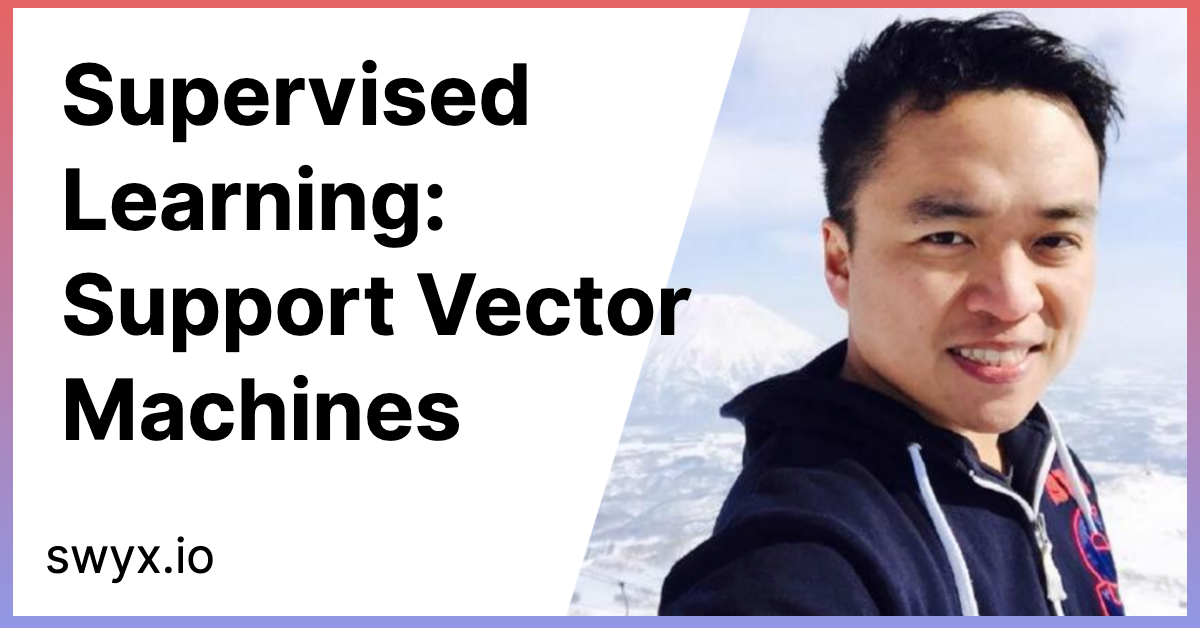 Supervised
Learning:
Support Vector
Machines
swyx.io